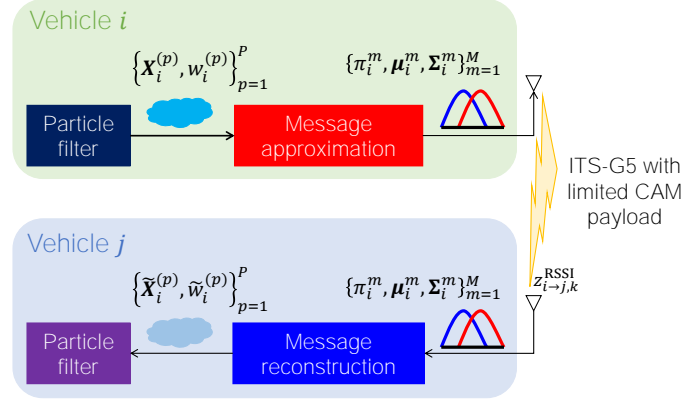 Vehicle i
{X_i^{(p)}, w_i^{(p)}}_{p=1}^{P}
{π_i^m, μ_i^m, Σ_i^m}_{m=1}^{M}
Particle
filter
Message
approximation
ITS-G5 with
limited CAM
payload
Vehicle j
z_{i→j,k}^{RSSI}
{X̃_i^{(p)}, w̃_i^{(p)}}_{p=1}^{P}
{π_i^m, μ_i^m, Σ_i^m}_{m=1}^{M}
Particle
filter
Message
reconstruction